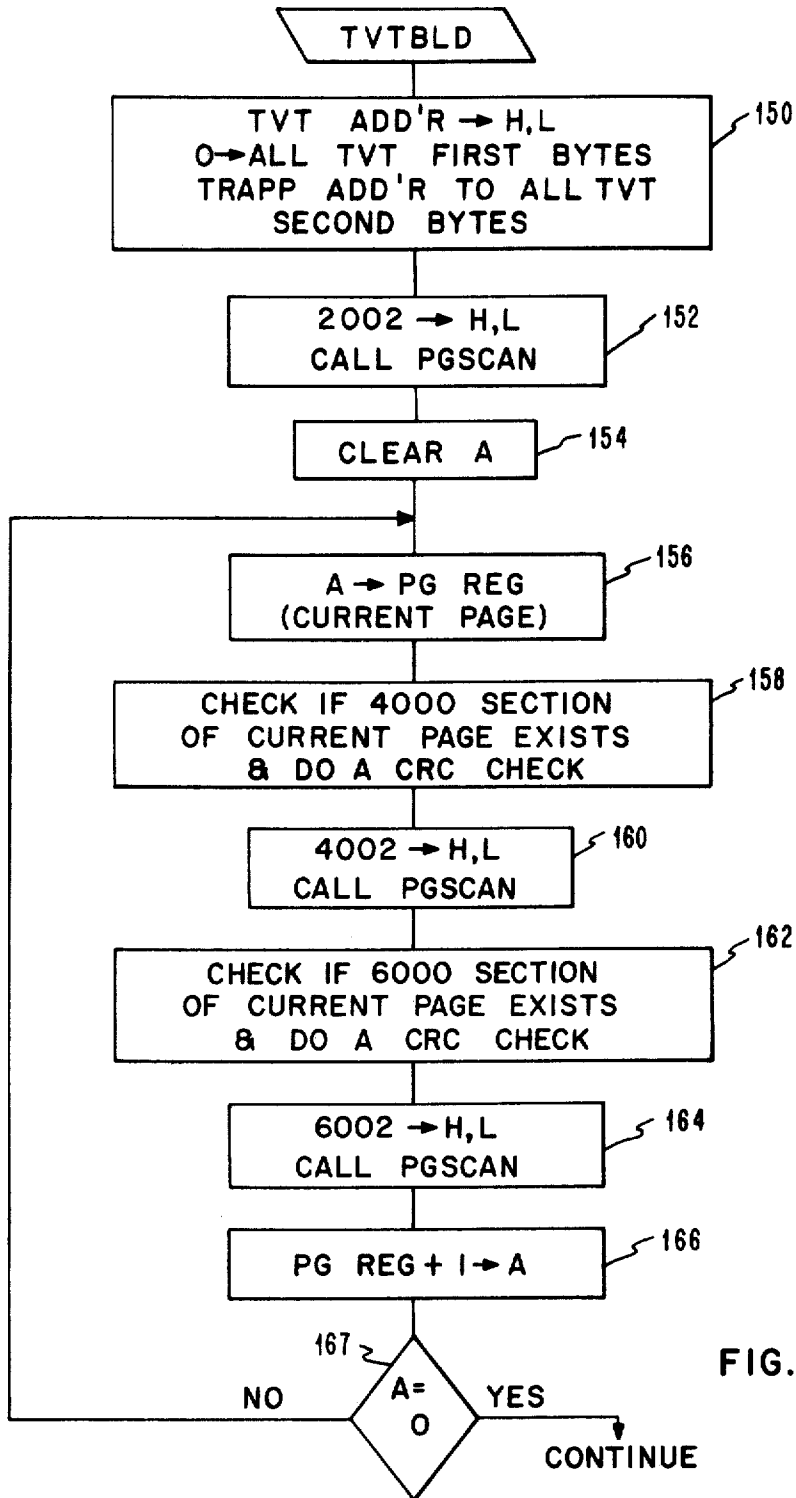 TVTBLD
TVT ADD'R → H,L
O→ALL TVT FIRST BYTES
TRAPP ADD'R TO ALL TVT
SECOND BYTES
150
2002 → H,L
CALL PGSCAN
152
CLEAR A
154
A → PG REG
(CURRENT PAGE)
156
CHECK IF 4000 SECTION
OF CURRENT PAGE EXISTS
& DO A CRC CHECK
158
4002 → H,L
CALL PGSCAN
160
CHECK IF 6000 SECTION
OF CURRENT PAGE EXISTS
& DO A CRC CHECK
162
6002 → H,L
CALL PGSCAN
164
PG REG + 1 → A
166
167
A=
0
NO
YES
CONTINUE
FIG.